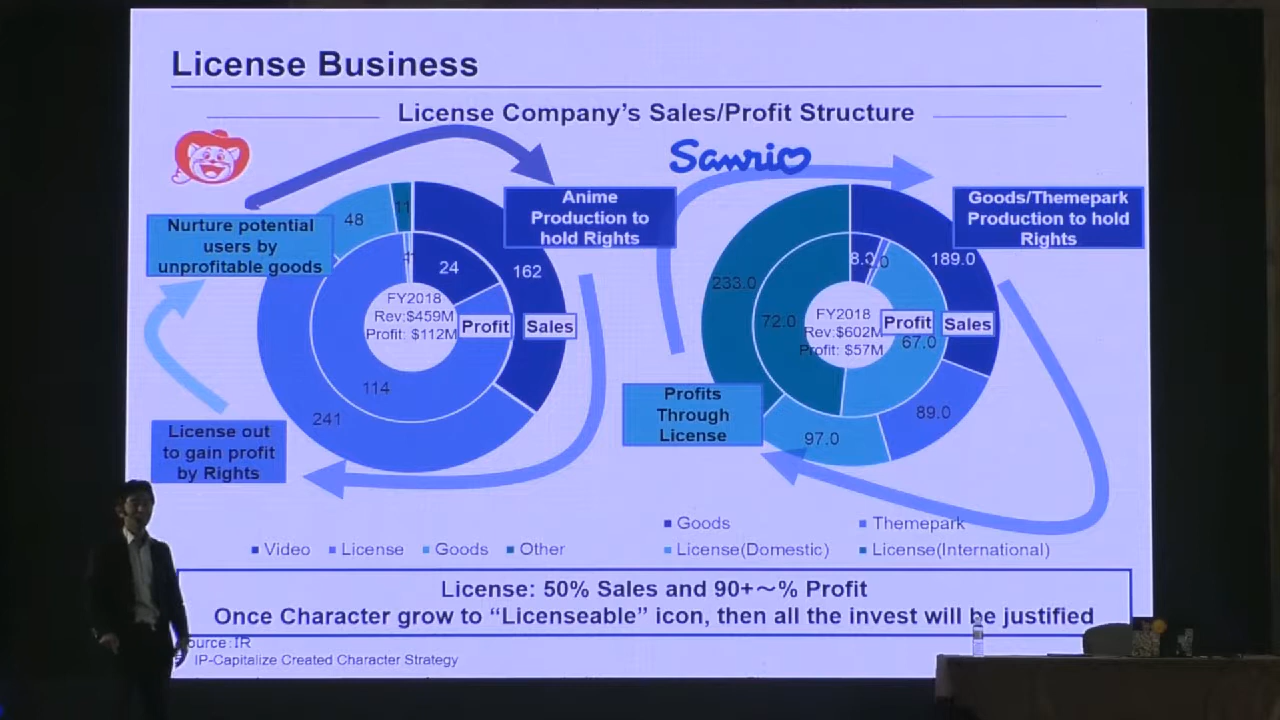 License Business
License Company's Sales/Profit Structure
Sanrio
Nurture potential
users by
unprofitable goods
Anime
Production to
hold Rights
Goods/Themepark
Production to hold
Rights
License out
to gain profit
by Rights
Profits
Through
License
48
11
24
162
114
241
FY2018
Rev:$459M
Profit: $112M
Profit
Sales
233.0
72.0
189.0
67.0
89.0
97.0
FY2018
Rev:$602M
Profit: $57M
Profit
Sales
Video
License
Goods
Other
Goods
Themepark
License(Domestic)
License(International)
License: 50% Sales and 90+～% Profit
Once Character grow to “Licenseable” icon, then all the invest will be justified
ource:IR
IP-Capitalize Created Character Strategy